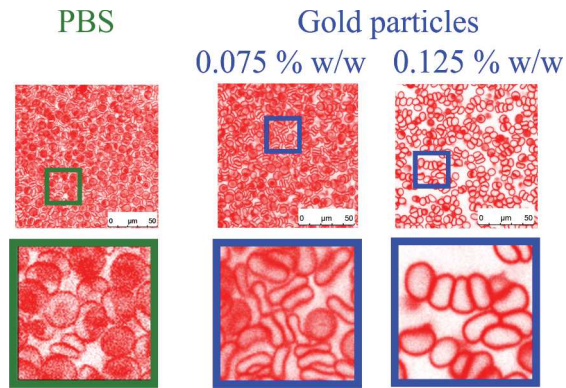 PBS
Gold particles
0.075 % w/w
0.125 % w/w
0 µm 50
0 µm 50
0 µm 50